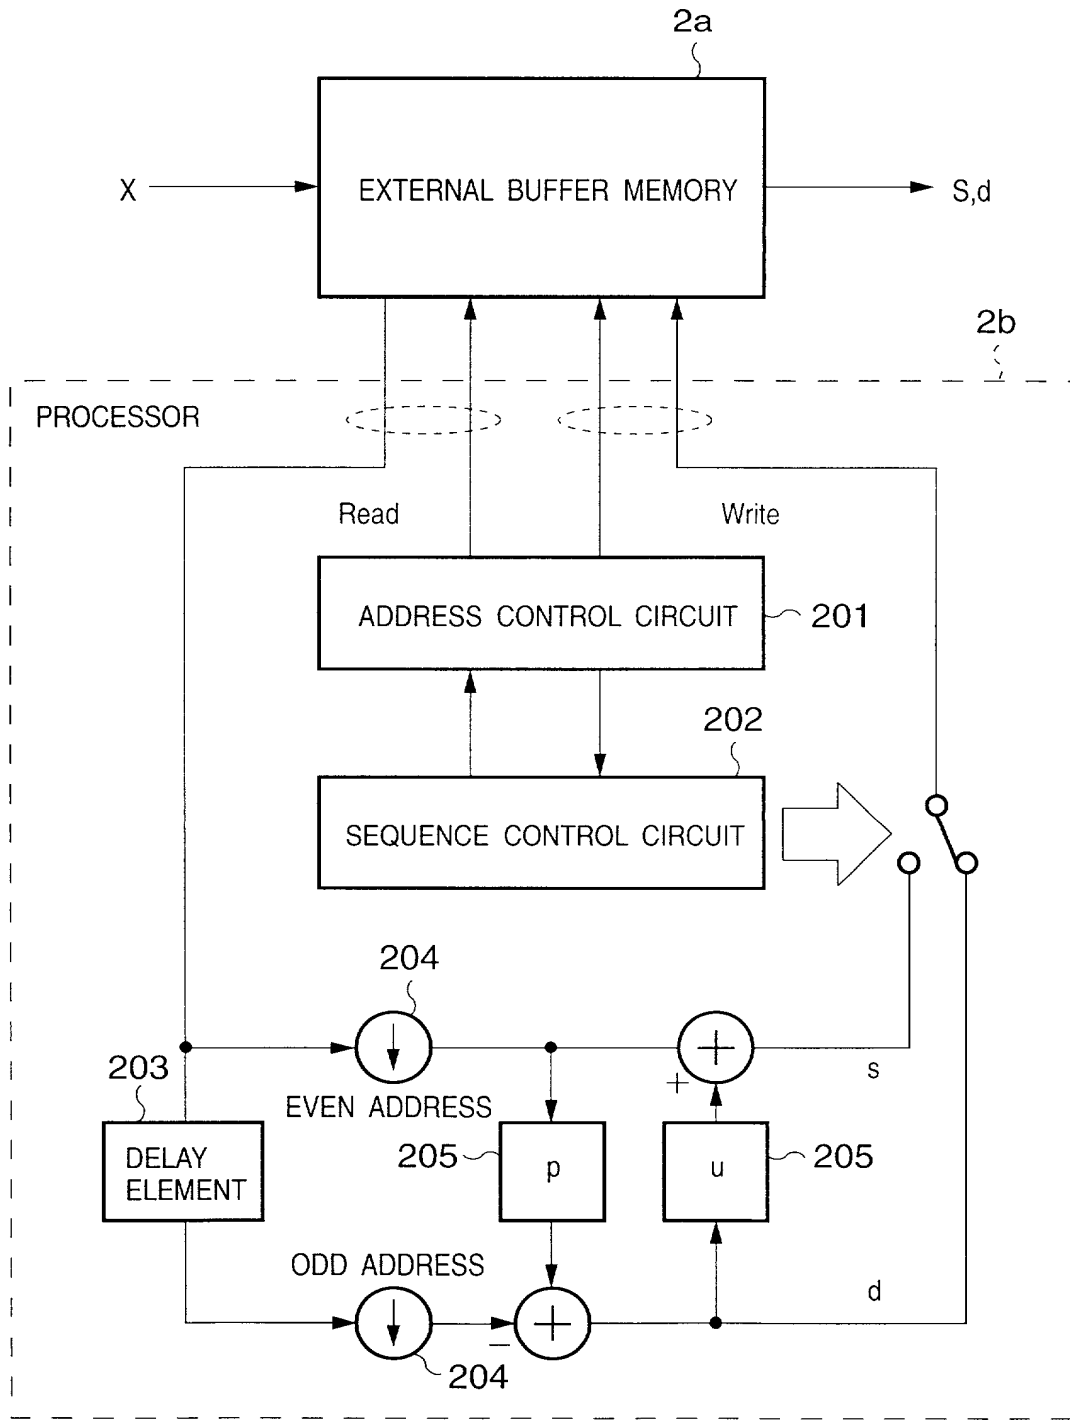 2a
X
EXTERNAL BUFFER MEMORY
S,d
2b
PROCESSOR
Read
Write
ADDRESS CONTROL CIRCUIT
201
202
SEQUENCE CONTROL CIRCUIT
204
+
+
s
203
EVEN ADDRESS
DELAY
ELEMENT
205
p
u
205
ODD ADDRESS
d
+
−
204